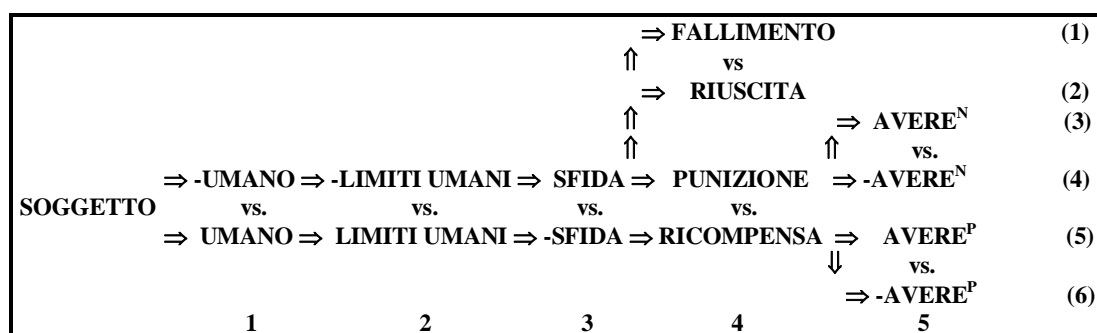 ⇒ FALLIMENTO (1)
⇑ vs
⇒ RIUSCITA (2)
⇑ ⇒ AVERE^N (3)
⇑ ⇑ vs.
⇒ -UMANO ⇒ -LIMITI UMANI ⇒ SFIDA ⇒ PUNIZIONE ⇒ -AVERE^N (4)
SOGGETTO vs. vs. vs. vs.
⇒ UMANO ⇒ LIMITI UMANI ⇒ -SFIDA ⇒ RICOMPENSA ⇒ AVERE^P (5)
⇓ vs.
⇒ -AVERE^P (6)
1 2 3 4 5